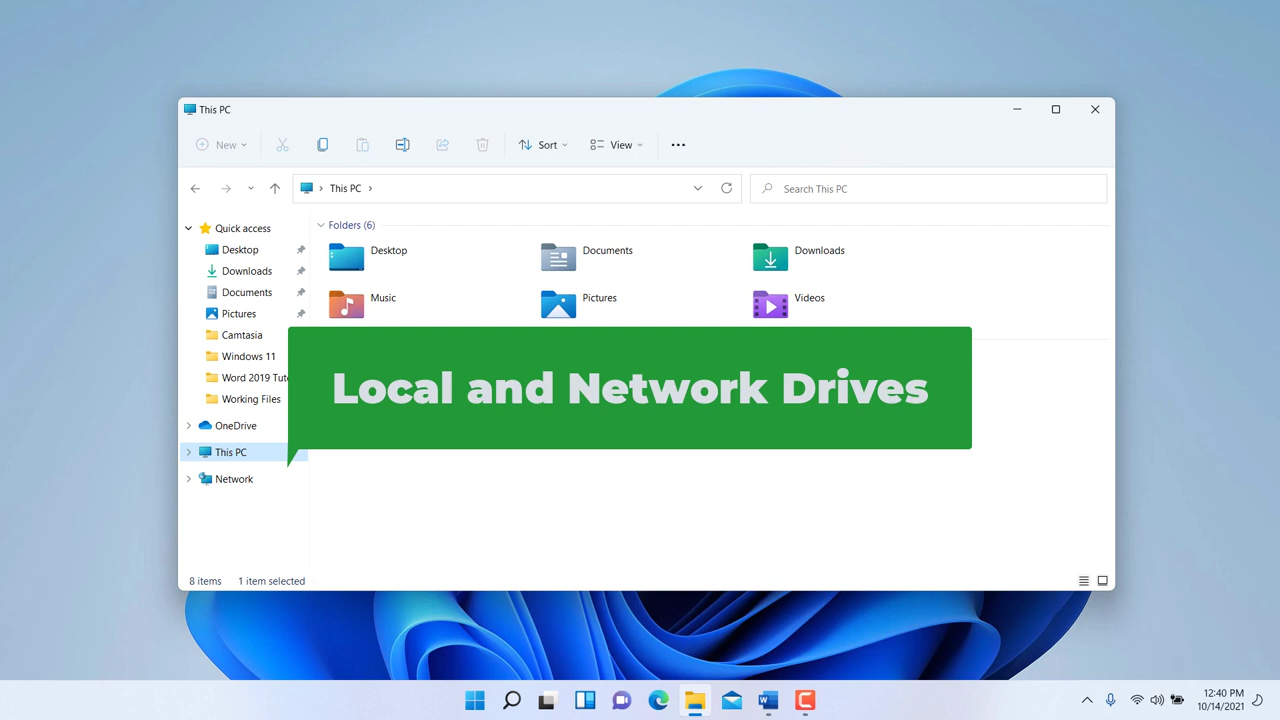 This PC
New
Sort
View
This PC
Search This PC
Quick access
Desktop
Downloads
Documents
Pictures
Camtasia
Windows 11
Word 2019 Tut
Working Files
OneDrive
This PC
Network
Folders (6)
Desktop
Documents
Downloads
Music
Pictures
Videos
Local and Network Drives
8 items
1 item selected
12:40 PM
10/14/2021